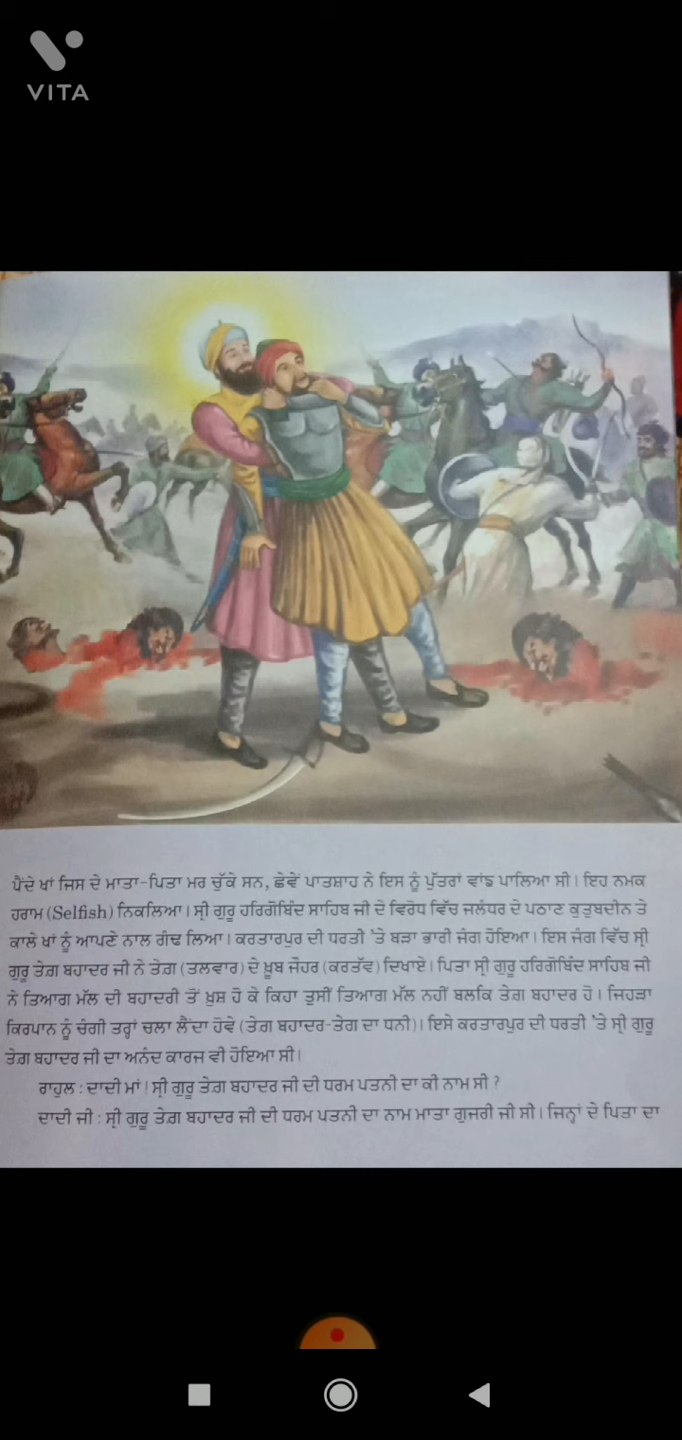 VITA
ਪੈਂਦੇ ਖਾਂ ਜਿਸ ਦੇ ਮਾਤਾ-ਪਿਤਾ ਮਰ ਚੁੱਕੇ ਸਨ, ਛੇਵੇਂ ਪਾਤਸ਼ਾਹ ਨੇ ਇਸ ਨੂੰ ਪੁੱਤਰਾਂ ਵਾਂਙ ਪਾਲਿਆ ਸੀ। ਇਹ ਨਮਕ
ਹਰਾਮ (Selfish) ਨਿਕਲਿਆ। ਸ੍ਰੀ ਗੁਰੂ ਹਰਿਗੋਬਿੰਦ ਸਾਹਿਬ ਜੀ ਦੇ ਵਿਰੋਧ ਵਿੱਚ ਜਲੰਧਰ ਦੇ ਪਠਾਣ ਕੁਤੁਬਦੀਨ ਤੇ
ਕਾਲੇ ਖਾਂ ਨੂੰ ਆਪਣੇ ਨਾਲ ਗੰਢ ਲਿਆ। ਕਰਤਾਰਪੁਰ ਦੀ ਧਰਤੀ 'ਤੇ ਬੜਾ ਭਾਰੀ ਜੰਗ ਹੋਇਆ। ਇਸ ਜੰਗ ਵਿੱਚ ਸ੍ਰੀ
ਗੁਰੂ ਤੇਗ਼ ਬਹਾਦਰ ਜੀ ਨੇ ਤੇਗ਼ (ਤਲਵਾਰ) ਦੇ ਖ਼ੂਬ ਜੌਹਰ (ਕਰਤੱਵ) ਦਿਖਾਏ। ਪਿਤਾ ਸ੍ਰੀ ਗੁਰੂ ਹਰਿਗੋਬਿੰਦ ਸਾਹਿਬ ਜੀ
ਨੇ ਤਿਆਗ ਮੱਲ ਦੀ ਬਹਾਦਰੀ ਤੋਂ ਖ਼ੁਸ਼ ਹੋ ਕੇ ਕਿਹਾ ਤੁਸੀਂ ਤਿਆਗ ਮੱਲ ਨਹੀਂ ਬਲਕਿ ਤੇਗ਼ ਬਹਾਦਰ ਹੋ। ਜਿਹੜਾ
ਕਿਰਪਾਨ ਨੂੰ ਚੰਗੀ ਤਰ੍ਹਾਂ ਚਲਾ ਲੈਂਦਾ ਹੋਵੇ (ਤੇਗ਼ ਬਹਾਦਰ-ਤੇਗ ਦਾ ਧਨੀ)। ਇਸੇ ਕਰਤਾਰਪੁਰ ਦੀ ਧਰਤੀ 'ਤੇ ਸ੍ਰੀ ਗੁਰੂ
ਤੇਗ਼ ਬਹਾਦਰ ਜੀ ਦਾ ਅਨੰਦ ਕਾਰਜ ਵੀ ਹੋਇਆ ਸੀ।
ਰਾਹੁਲ : ਦਾਦੀ ਮਾਂ ! ਸ੍ਰੀ ਗੁਰੂ ਤੇਗ਼ ਬਹਾਦਰ ਜੀ ਦੀ ਧਰਮ ਪਤਨੀ ਦਾ ਕੀ ਨਾਮ ਸੀ ?
ਦਾਦੀ ਜੀ : ਸ੍ਰੀ ਗੁਰੂ ਤੇਗ਼ ਬਹਾਦਰ ਜੀ ਦੀ ਧਰਮ ਪਤਨੀ ਦਾ ਨਾਮ ਮਾਤਾ ਗੁਜਰੀ ਜੀ ਸੀ। ਜਿਨ੍ਹਾਂ ਦੇ ਪਿਤਾ ਦਾ